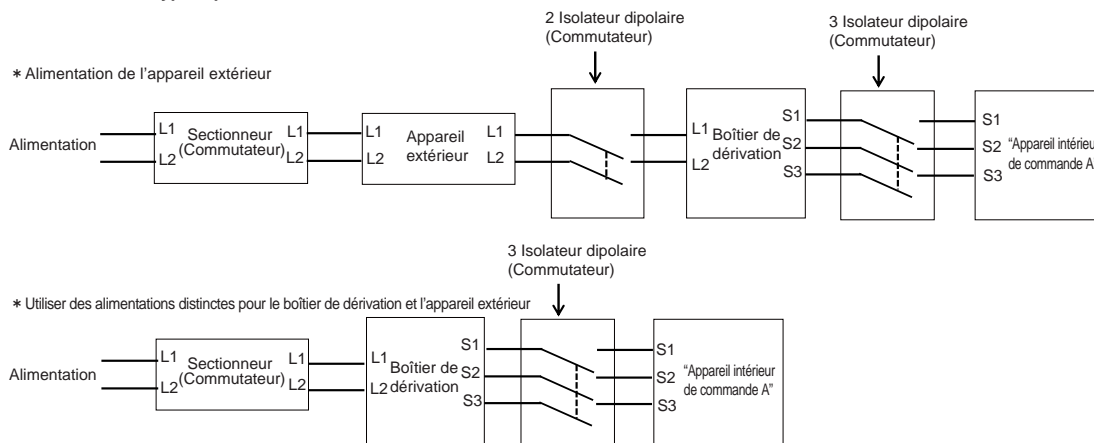 2 Isolateur dipolaire
(Commutateur)
3 Isolateur dipolaire
(Commutateur)
* Alimentation de l'appareil extérieur
Alimentation
L1
L2
Sectionneur
(Commutateur)
L1
L2
L1
L2
Appareil
extérieur
L1
L2
L1
L2
Boîtier de
dérivation
S1
S2
S3
S1
S2
S3
"Appareil intérieur
de commande A"
3 Isolateur dipolaire
(Commutateur)
* Utiliser des alimentations distinctes pour le boîtier de dérivation et l'appareil extérieur
Alimentation
L1
L2
Sectionneur
(Commutateur)
L1
L2
L1
L2
Boîtier de
dérivation
S1
S2
S3
S1
S2
S3
"Appareil intérieur
de commande A"